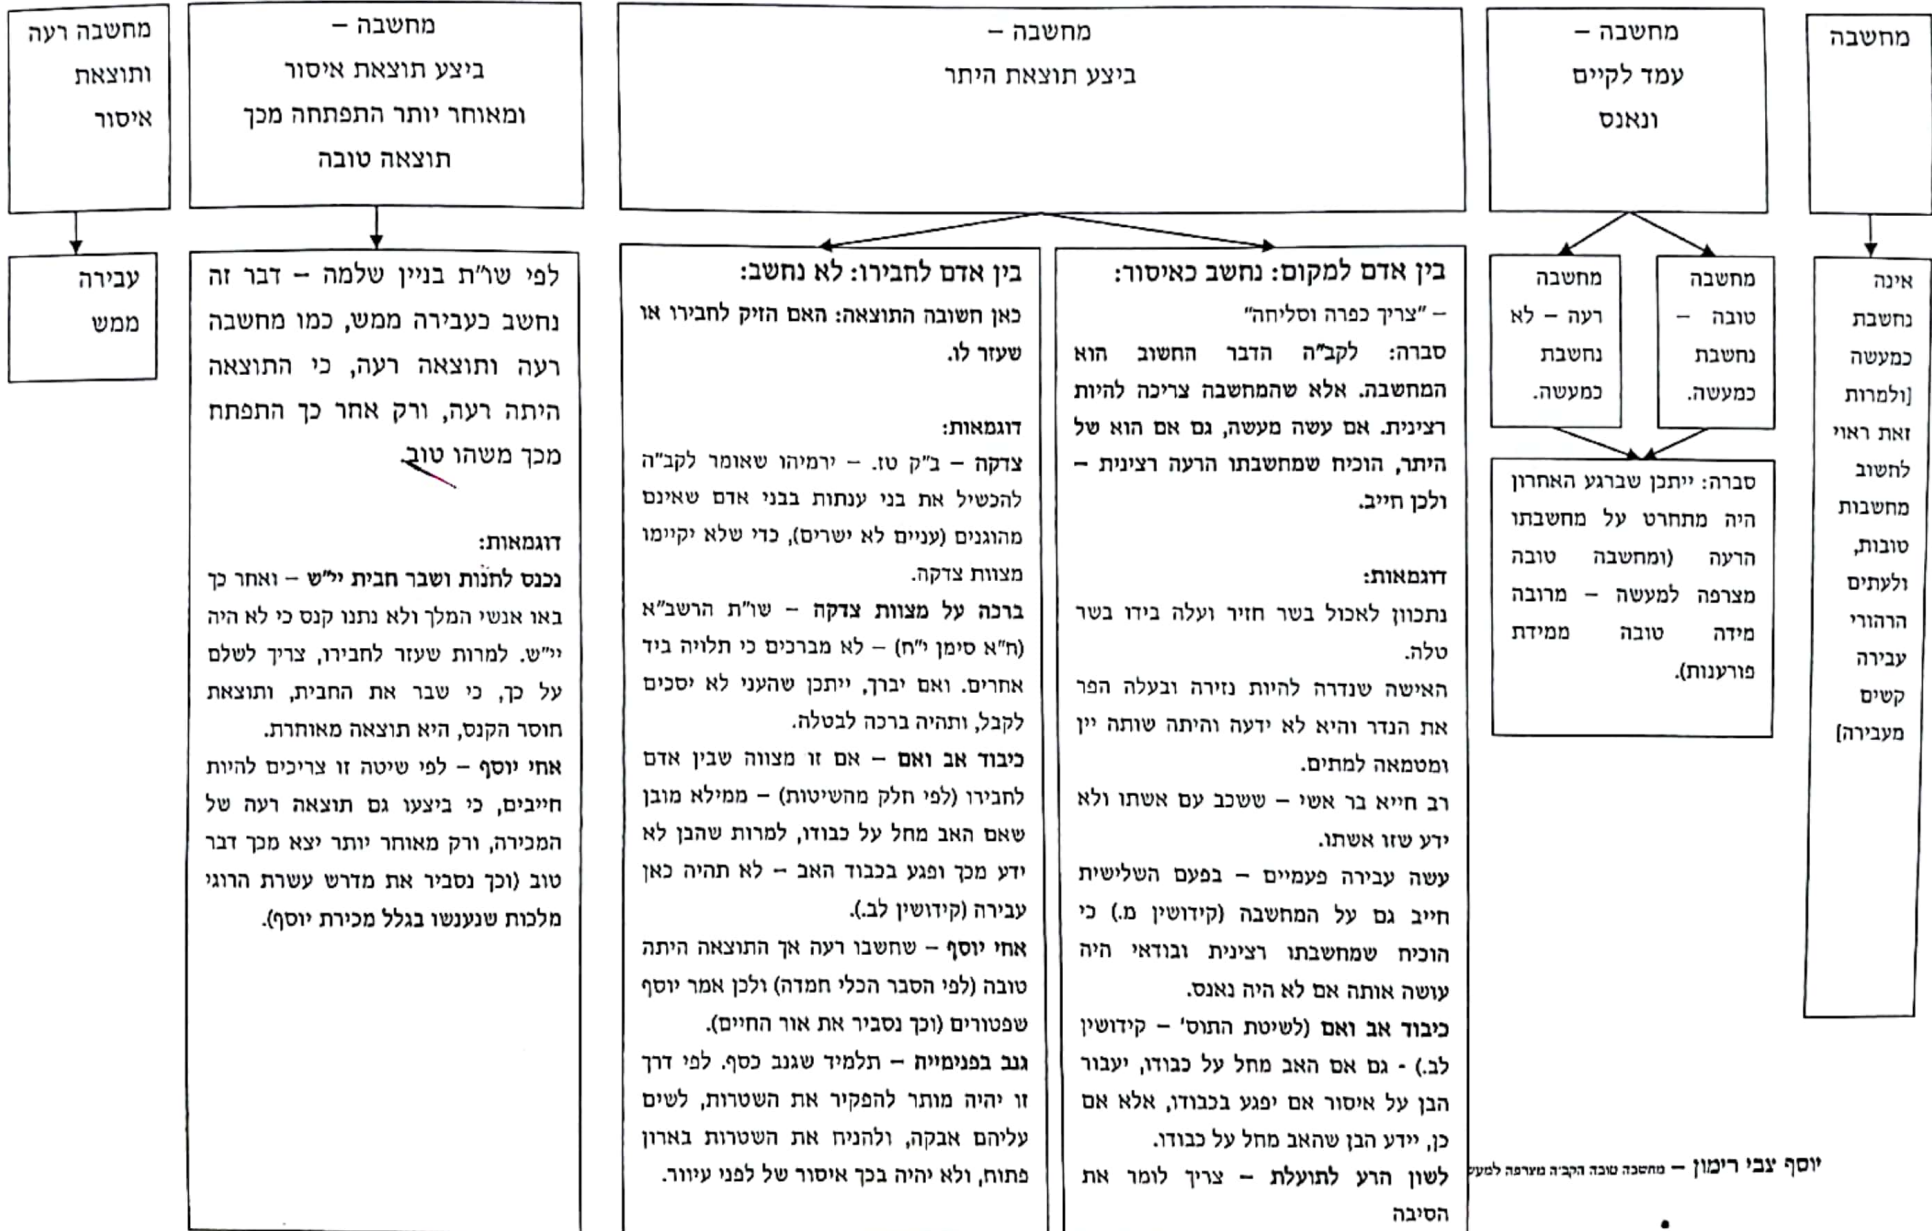 מחשבה
אינה
נחשבת
כמעשה
[ולמרות
זאת ראוי
לחשוב
מחשבות
טובות,
ולעתים
הרהורי
עבירה
קשים
מעבירה]
מחשבה –
עמד לקיים
ונאנס
מחשבה
טובה –
נחשבת
כמעשה.
מחשבה
רעה – לא
נחשבת
כמעשה.
סברה: ייתכן שברגע האחרון
היה מתחרט על מחשבתו
הרעה (ומחשבה טובה
מצרפה למעשה – מרובה
מידה טובה ממידת
פורענות).
מחשבה –
ביצע תוצאת היתר
בין אדם למקום: נחשב כאיסור:
– "צריך כפרה וסליחה"
סברה: לקב"ה הדבר החשוב הוא
המחשבה. אלא שהמחשבה צריכה להיות
רצינית. אם עשה מעשה, גם אם הוא של
היתר, הוכיח שמחשבתו הרעה רצינית –
ולכן חייב.
דוגמאות:
נתכוון לאכול בשר חזיר ועלה בידו בשר
טלה.
האישה שנדרה להיות נזירה ובעלה הפר
את הנדר והיא לא ידעה והיתה שותה יין
ומטמאה למתים.
רב חייא בר אשי – ששכב עם אשתו ולא
ידע שזו אשתו.
עשה עבירה פעמיים – בפעם השלישית
חייב גם על המחשבה (קידושין מ.) כי
הוכיח שמחשבתו רצינית ובודאי היה
עושה אותה אם לא היה נאנס.
כיבוד אב ואם (לשיטת התוס' – קידושין
לב.) - גם אם האב מחל על כבודו, יעבור
הבן על איסור אם יפגע בכבודו, אלא אם
כן, יידע הבן שהאב מחל על כבודו.
לשון הרע לתועלת – צריך לומר את
הסיבה
בין אדם לחבירו: לא נחשב:
כאן חשובה התוצאה: האם הזיק לחבירו או
שעזר לו.
דוגמאות:
צדקה – ב"ק טז. – ירמיהו שאומר לקב"ה
להכשיל את בני ענתות בבני אדם שאינם
מהוגנים (עניים לא ישרים), כדי שלא יקיימו
מצוות צדקה.
ברכה על מצוות צדקה – שו"ת הרשב"א
(ח"א סימן י"ח) – לא מברכים כי תלויה ביד
אחרים. ואם יברך, ייתכן שהעני לא יסכים
לקבל, ותהיה ברכה לבטלה.
כיבוד אב ואם – אם זו מצווה שבין אדם
לחבירו (לפי חלק מהשיטות) – ממילא מובן
שאם האב מחל על כבודו, למרות שהבן לא
ידע מכך ופגע בכבוד האב – לא תהיה כאן
עבירה (קידושין לב.).
אחי יוסף – שחשבו רעה אך התוצאה היתה
טובה (לפי הסבר הכלי חמדה) ולכן אמר יוסף
שפטורים (וכך נסביר את אור החיים).
גנב בפנימייה – תלמיד שגנב כסף. לפי דרך
זו יהיה מותר להפקיר את השטרות, לשים
עליהם אבקה, ולהניח את השטרות בארון
פתוח, ולא יהיה בכך איסור של לפני עיוור.
מחשבה –
ביצע תוצאת איסור
ומאוחר יותר התפתחה מכך
תוצאה טובה
לפי שו"ת בניין שלמה – דבר זה
נחשב כעבירה ממש, כמו מחשבה
רעה ותוצאה רעה, כי התוצאה
היתה רעה, ורק אחר כך התפתח
מכך משהו טוב.
דוגמאות:
נכנס לחנות ושבר חבית יי"ש – ואחר כך
באו אנשי המלך ולא נתנו קנס כי לא היה
יי"ש. למרות שעזר לחבירו, צריך לשלם
על כך, כי שבר את החבית, ותוצאת
חוסר הקנס, היא תוצאה מאוחרת.
אחי יוסף – לפי שיטה זו צריכים להיות
חייבים, כי ביצעו גם תוצאה רעה של
המכירה, ורק מאוחר יותר יצא מכך דבר
טוב (וכך נסביר את מדרש עשרת הרוגי
מלכות שנענשו בגלל מכירת יוסף).
מחשבה רעה
ותוצאת
איסור
עבירה
ממש
יוסף צבי רימון – מחשבה טובה הקב"ה מצרפה למעש